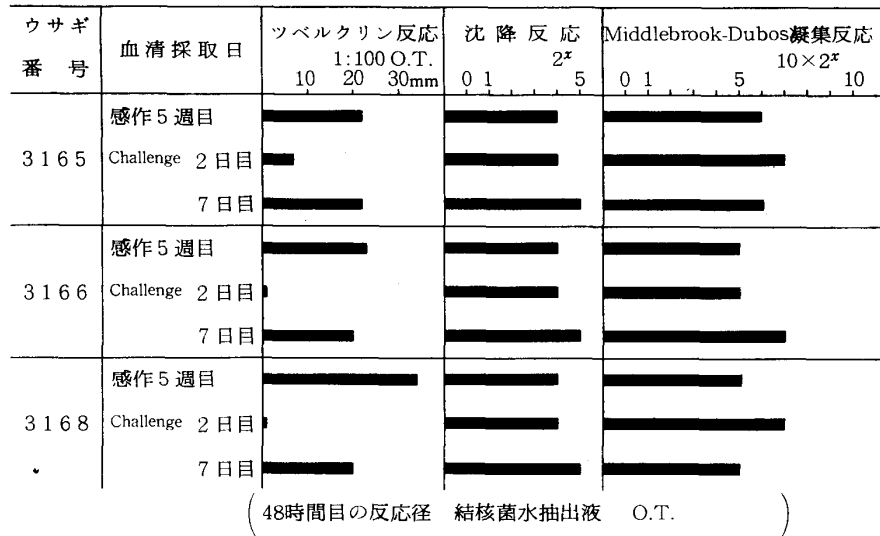 ウサギ番号 血清採取日 ツベルクリン反応 沈降反応 Middlebrook-Dubos凝集反応
1:100 O.T. 2^x 10×2^x
10 20 30mm 0 1 5 0 1 5 10
感作5週目
3165 Challenge 2日目
7日目
感作5週目
3166 Challenge 2日目
7日目
感作5週目
3168 Challenge 2日目
7日目
(48時間目の反応径 結核菌水抽出液 O.T.)